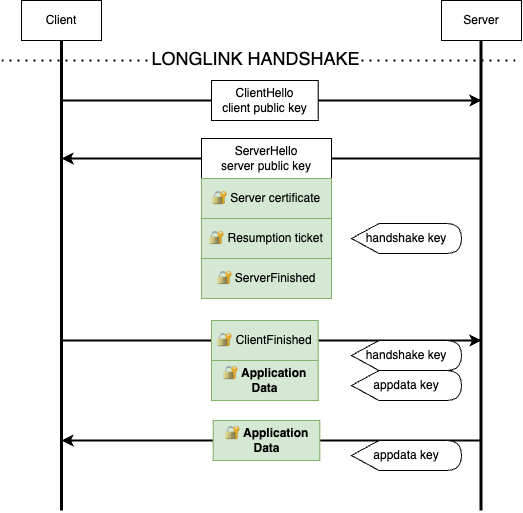 Client
Server
LONGLINK HANDSHAKE
ClientHello
client public key
ServerHello
server public key
Server certificate
Resumption ticket
handshake key
ServerFinished
ClientFinished
handshake key
Application
Data
appdata key
Application
Data
appdata key